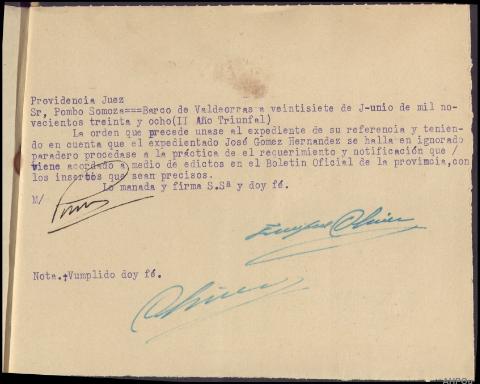 Providencia Juez
Sr, Pombo Somoza===Barco de Valdeorras a veintisiete de J-unio de mil no-
vecientos treinta y ocho(II Año Triunfal)
La orden que precede unase al expediente de su referencia y tenien-
do en cuenta que el expedientado José Gomez Hernandez se halla en ignorado
paradero procedase a la práctica de el requerimiento y notificación que /
tiene acordado a medio de edictos en el Boletin Oficial de la provimcia,con
los insertos que sean precisos.
Lo manada y firma S.Sª y doy fé.
M/
Nota.+Vumplido doy fé.